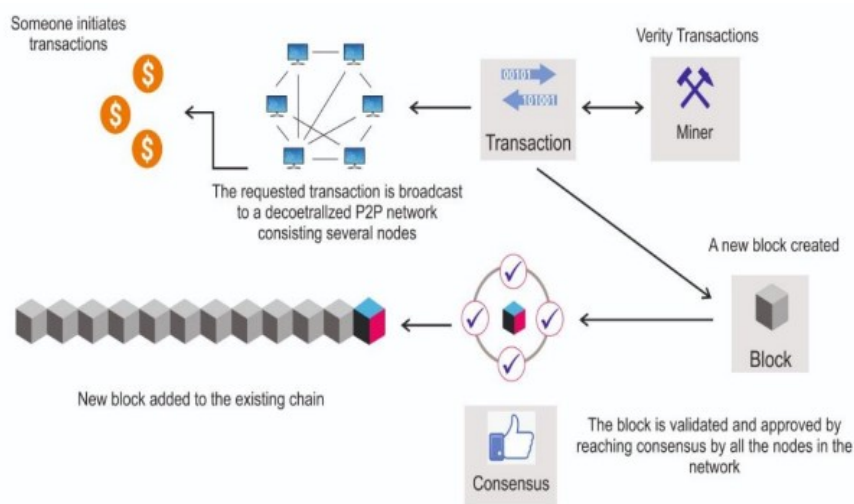 Someone initiates
transactions
The requested transaction is broadcast
to a decoetrallzed P2P network
consisting several nodes
00101
101001
Transaction
Verity Transactions
Miner
A new block created
Block
New block added to the existing chain
Consensus
The block is validated and approved by
reaching consensus by all the nodes in the
network